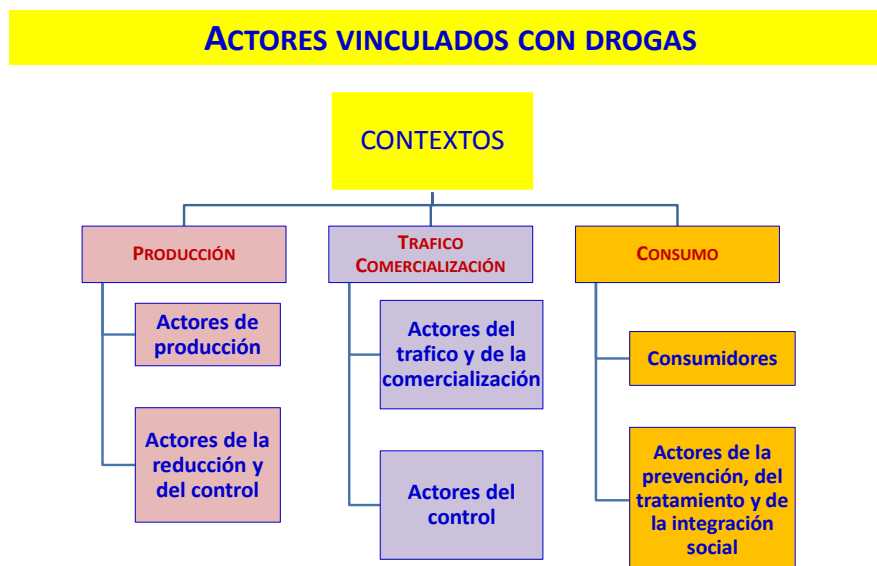 ACTORES VINCULADOS CON DROGAS
CONTEXTOS
PRODUCCIÓN
Actores de
producción
Actores de la
reducción y
del control
TRAFICO
COMERCIALIZACIÓN
Actores del
trafico y de la
comercialización
Actores del
control
CONSUMO
Consumidores
Actores de la
prevención, del
tratamiento y de
la integración
social